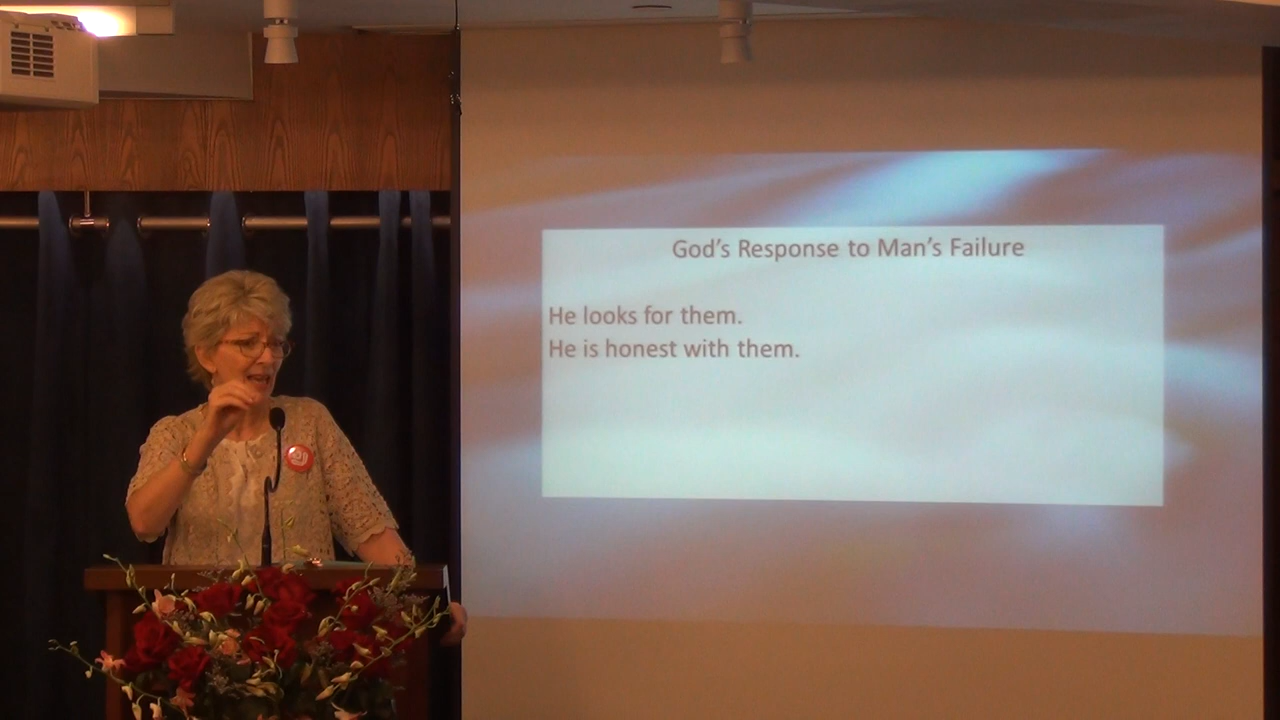 God's Response to Man's Failure
He looks for them.
He is honest with them.